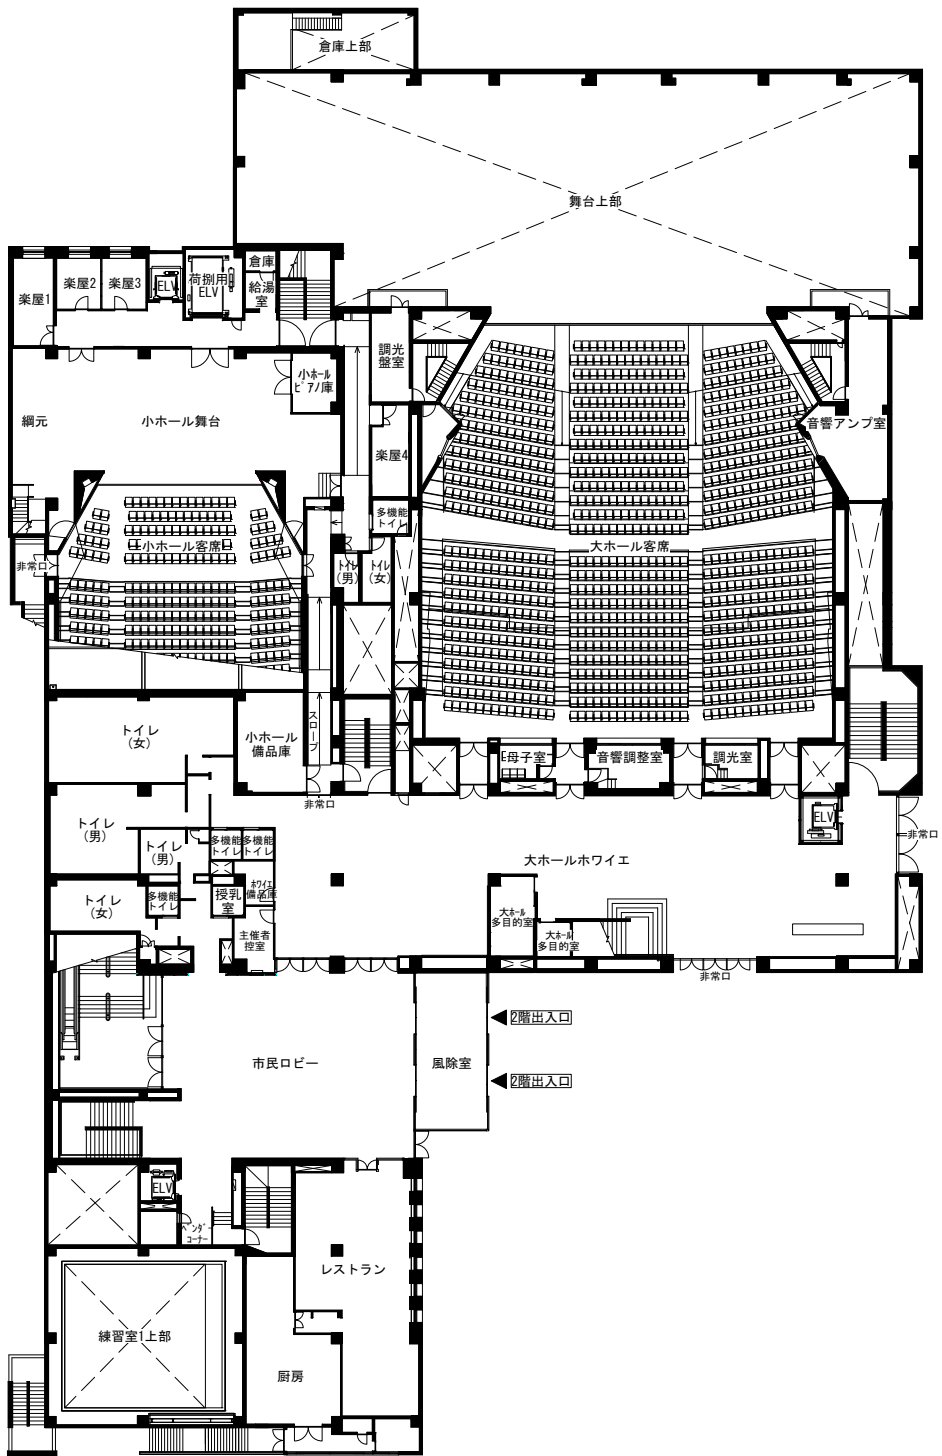 倉庫上部
舞台上部
倉庫
楽屋1
楽屋2
楽屋3
ELV
荷捌用
ELV
給湯
室
調光
盤室
小ホール
ピアノ庫
綱元
小ホール舞台
楽屋4
音響アンプ室
多機能
トイレ
小ホール客席
大ホール客席
非常口
トイレ
(男)
トイレ
(女)
トイレ
(女)
小ホール
備品庫
スロープ
母子室
音響調整室
調光室
非常口
トイレ
(男)
トイレ
(男)
多機能
トイレ
多機能
トイレ
ELV
非常口
大ホールホワイエ
ホワイエ
備品庫
トイレ
(女)
多機能
トイレ
授乳
室
大ホール
多目的室
大ホール
多目的室
主催者
控室
非常口
2階出入口
市民ロビー
風除室
2階出入口
ELV
ベンダー
コーナー
レストラン
練習室1上部
厨房